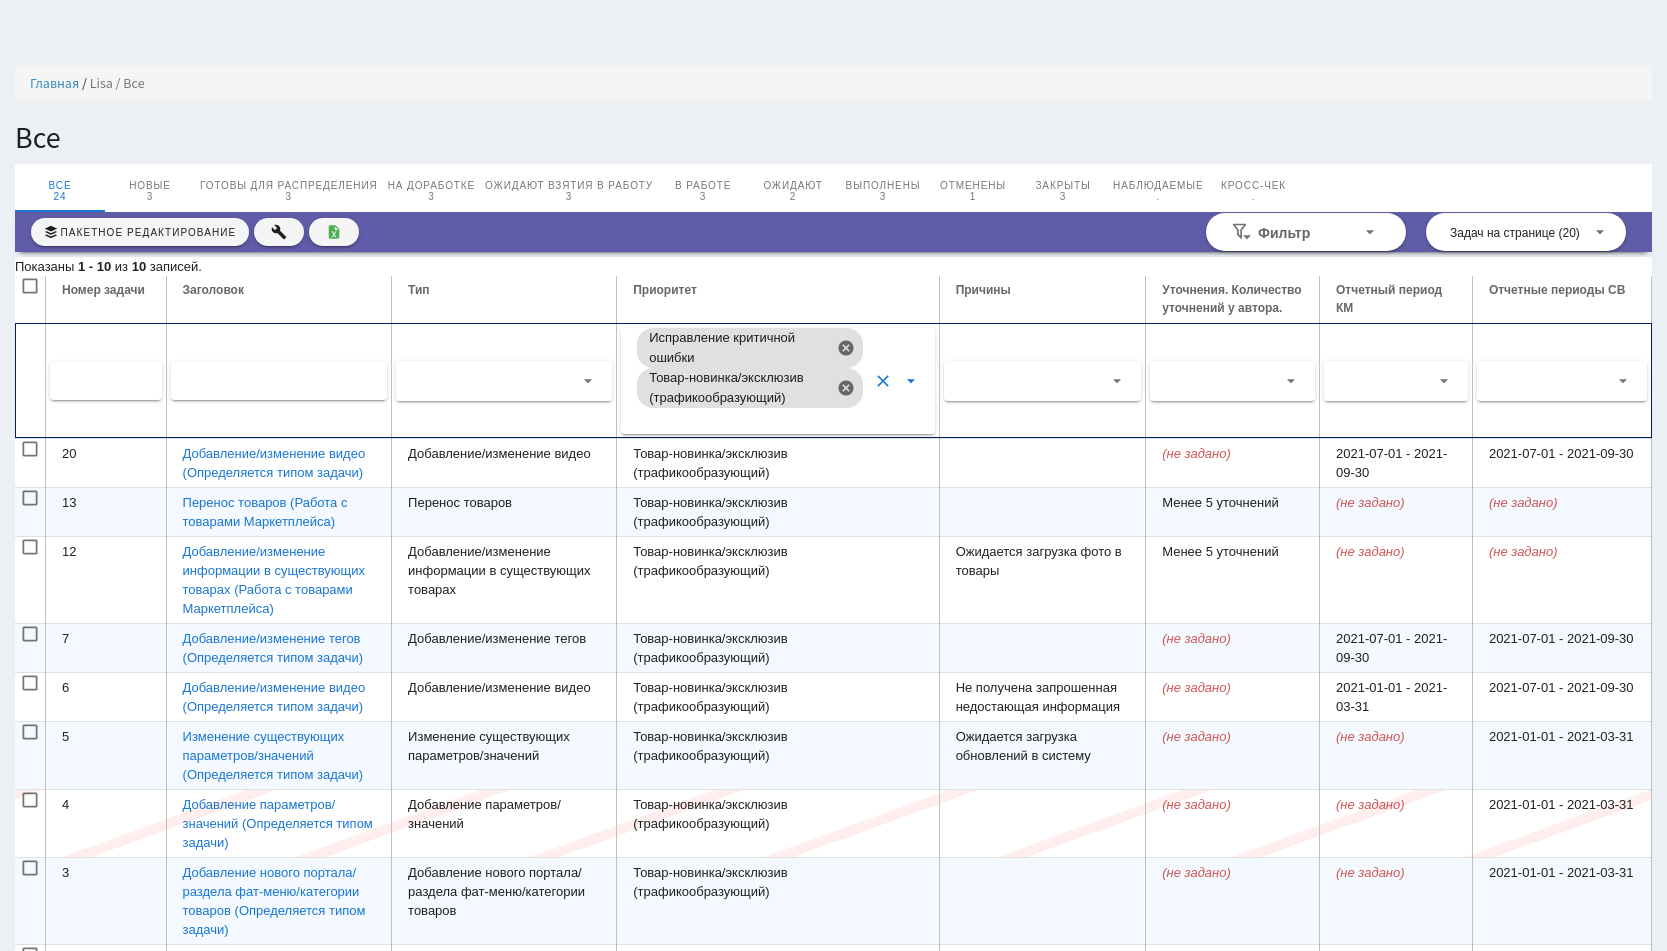 Главная / Lisa / Все
Все
ВСЕ НОВЫЕ ГОТОВЫ ДЛЯ РАСПРЕДЕЛЕНИЯ НА ДОРАБОТКЕ ОЖИДАЮТ ВЗЯТИЯ В РАБОТУ В РАБОТЕ ОЖИДАЮТ ВЫПОЛНЕНЫ ОТМЕНЕНЫ ЗАКРЫТЫ НАБЛЮДАЕМЫЕ КРОСС-ЧЕК
24 3 3 3 3 3 2 3 1 3 . .
ПАКЕТНОЕ РЕДАКТИРОВАНИЕ Фильтр Задач на странице (20)
Показаны 1 - 10 из 10 записей.
Номер задачи Заголовок Тип Приоритет Причины Уточнения. Количество Отчетный период Отчетные периоды СВ
уточнений у автора. КМ
Исправление критичной
ошибки
Товар-новинка/эксклюзив
(трафикообразующий)
20 Добавление/изменение видео Добавление/изменение видео Товар-новинка/эксклюзив (не задано) 2021-07-01 - 2021- 2021-07-01 - 2021-09-30
(Определяется типом задачи) (трафикообразующий) 09-30
13 Перенос товаров (Работа с Перенос товаров Товар-новинка/эксклюзив Менее 5 уточнений (не задано) (не задано)
товарами Маркетплейса) (трафикообразующий)
12 Добавление/изменение Добавление/изменение Товар-новинка/эксклюзив Ожидается загрузка фото в Менее 5 уточнений (не задано) (не задано)
информации в существующих информации в существующих (трафикообразующий) товары
товарах (Работа с товарами товарах
Маркетплейса)
7 Добавление/изменение тегов Добавление/изменение тегов Товар-новинка/эксклюзив (не задано) 2021-07-01 - 2021- 2021-07-01 - 2021-09-30
(Определяется типом задачи) (трафикообразующий) 09-30
6 Добавление/изменение видео Добавление/изменение видео Товар-новинка/эксклюзив Не получена запрошенная (не задано) 2021-01-01 - 2021- 2021-07-01 - 2021-09-30
(Определяется типом задачи) (трафикообразующий) недостающая информация 03-31
5 Изменение существующих Изменение существующих Товар-новинка/эксклюзив Ожидается загрузка (не задано) (не задано) 2021-01-01 - 2021-03-31
параметров/значений параметров/значений (трафикообразующий) обновлений в систему
(Определяется типом задачи)
4 Добавление параметров/ Добавление параметров/ Товар-новинка/эксклюзив (не задано) (не задано) 2021-01-01 - 2021-03-31
значений (Определяется типом значений (трафикообразующий)
задачи)
3 Добавление нового портала/ Добавление нового портала/ Товар-новинка/эксклюзив (не задано) (не задано) 2021-01-01 - 2021-03-31
раздела фат-меню/категории раздела фат-меню/категории (трафикообразующий)
товаров (Определяется типом товаров
задачи)